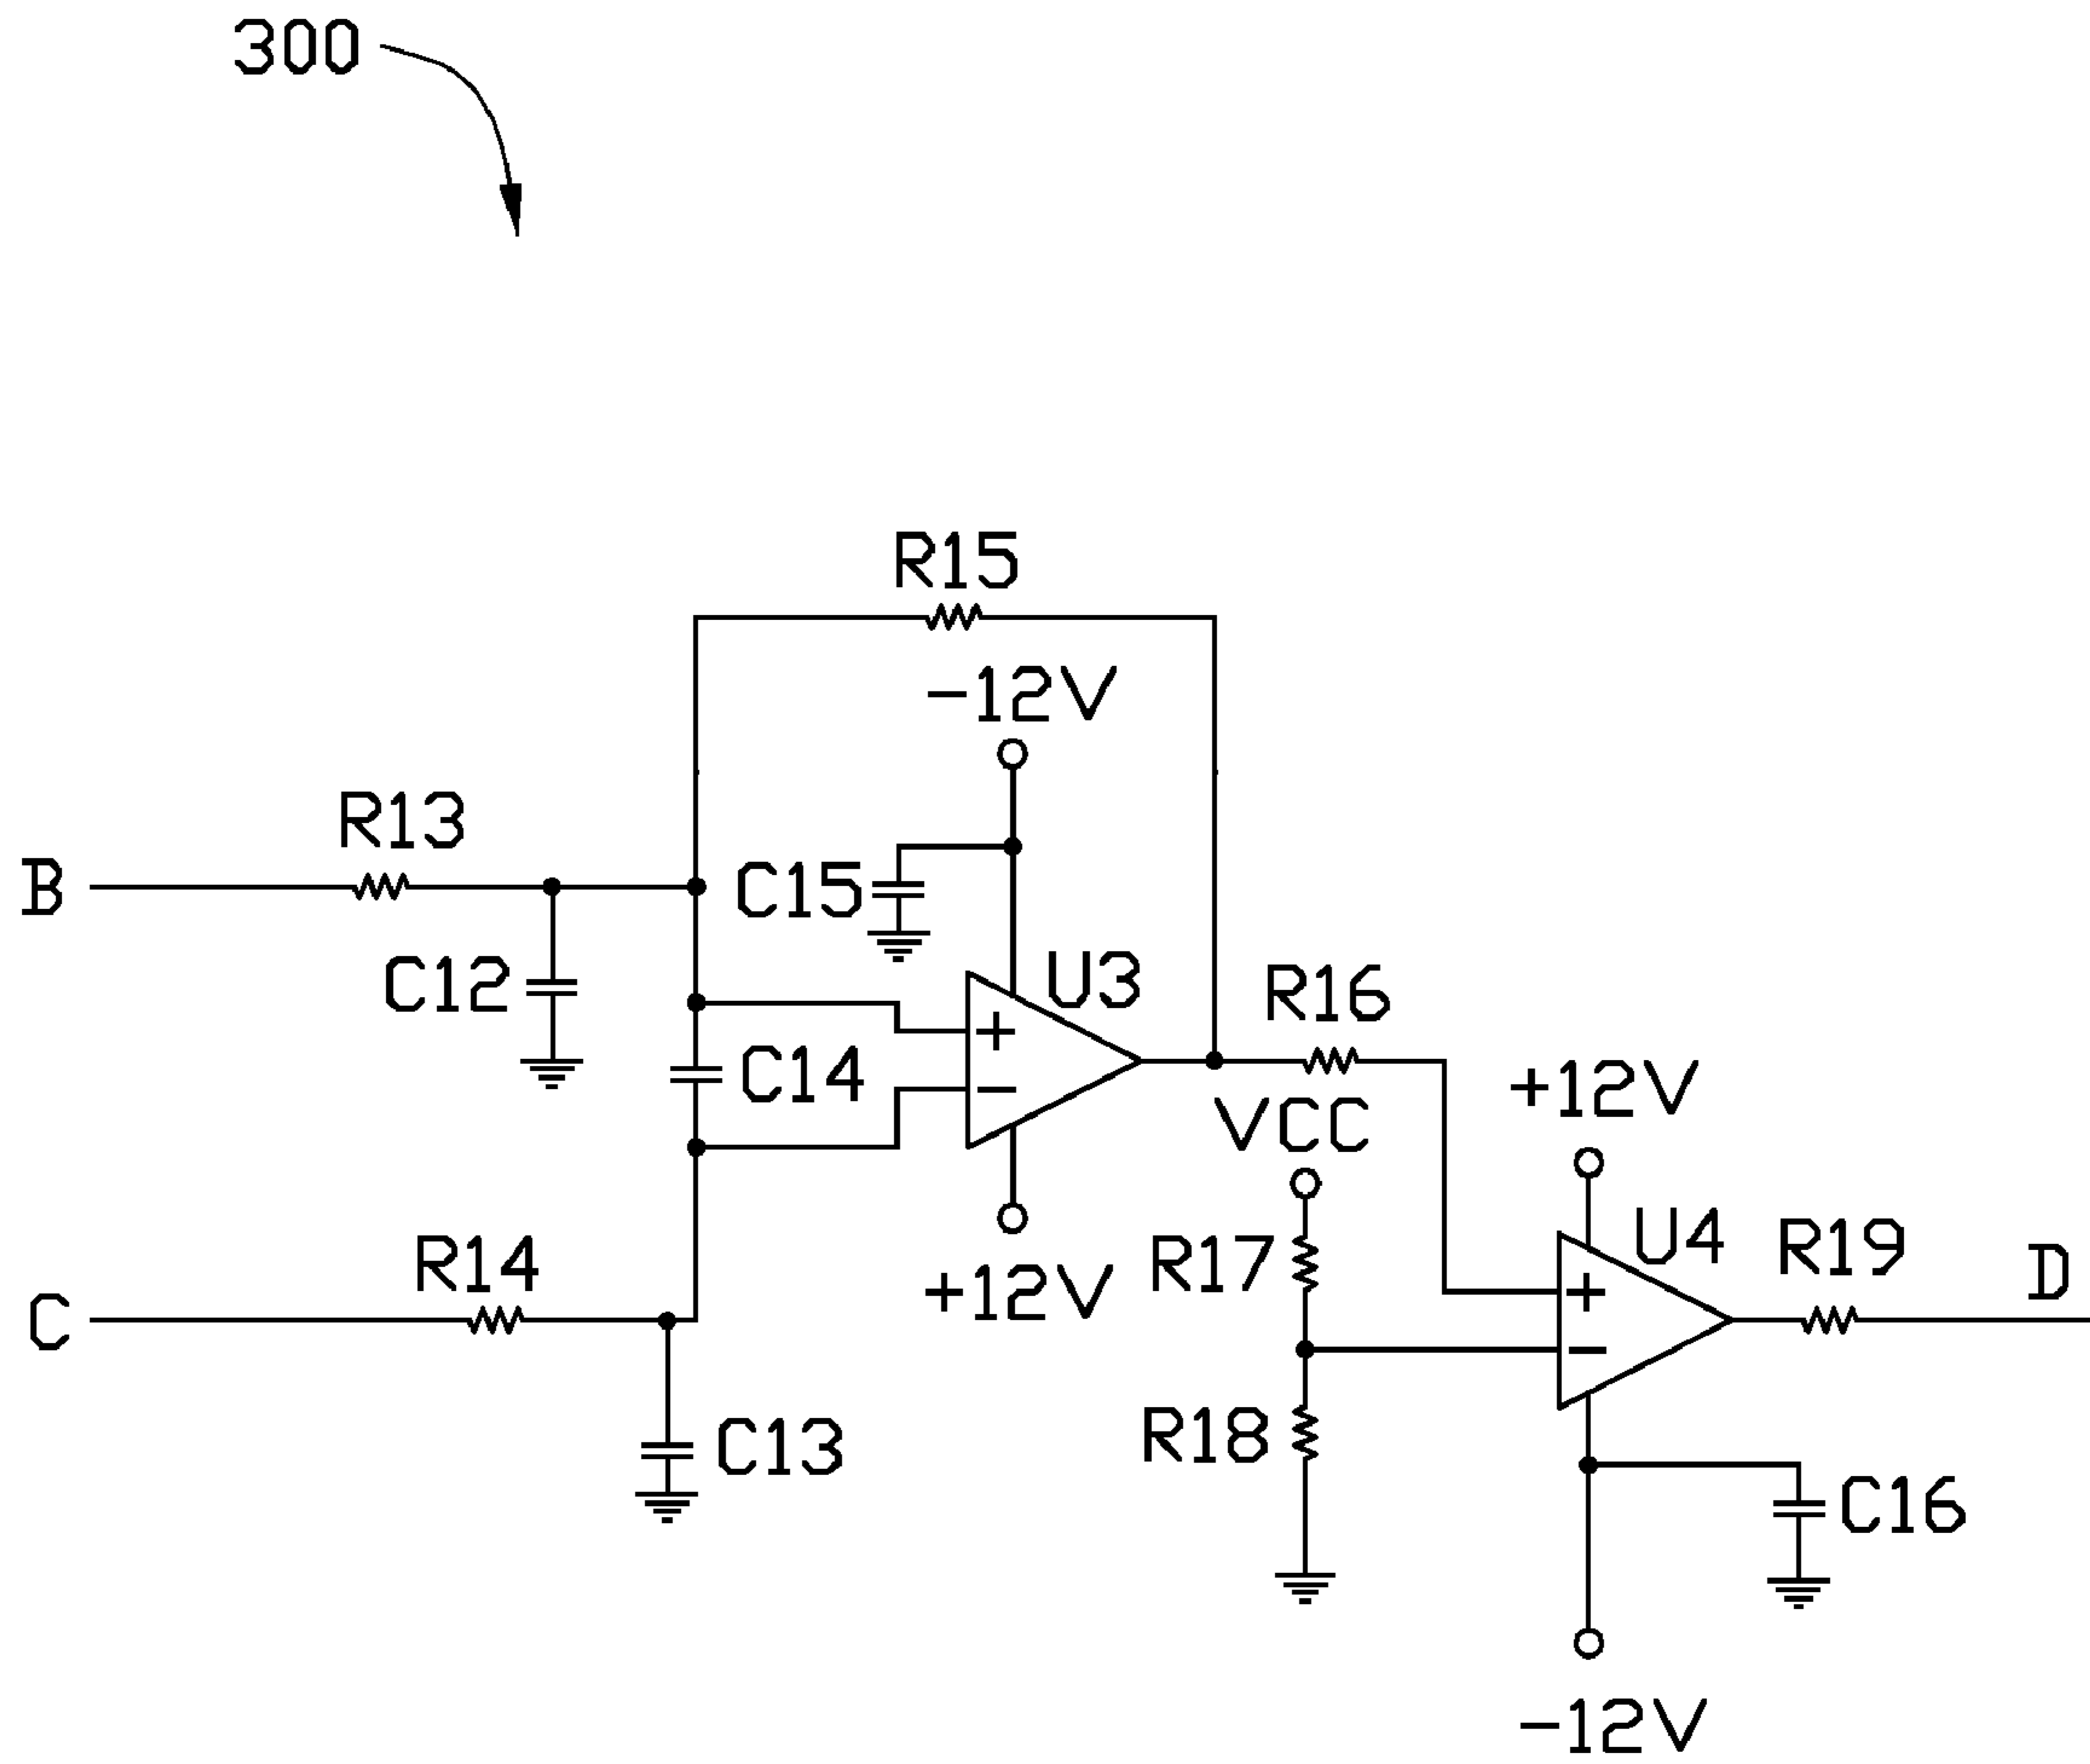 300
R15
-12V
R13
B
C15
C12
U3
R16
+
C14
-
+12V
VCC
R14
C
+12V
R17
U4
R19
D
+
-
R18
C13
C16
-12V